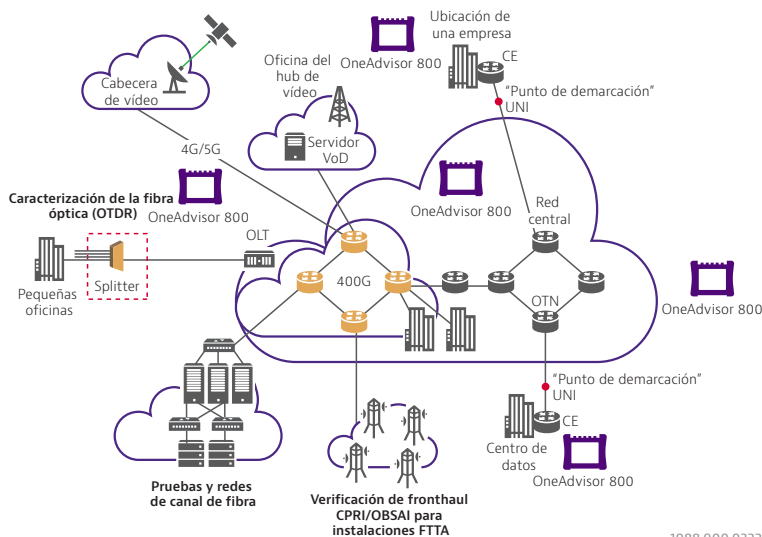 Ubicación de
una empresa
CE
OneAdvisor 800
"Punto de demarcación"
UNI
Oficina del
hub de
vídeo
Cabecera
de vídeo
Servidor
VoD
4G/5G
Caracterización de la fibra
óptica (OTDR)
OneAdvisor 800
OneAdvisor 800
Red
central
OLT
Splitter
Pequeñas
oficinas
400G
OTN
OneAdvisor 800
"Punto de demarcación"
UNI
CE
Centro de
datos
OneAdvisor 800
Pruebas y redes
de canal de fibra
Verificación de fronthaul
CPRI/OBSAI para
instalaciones FTTA